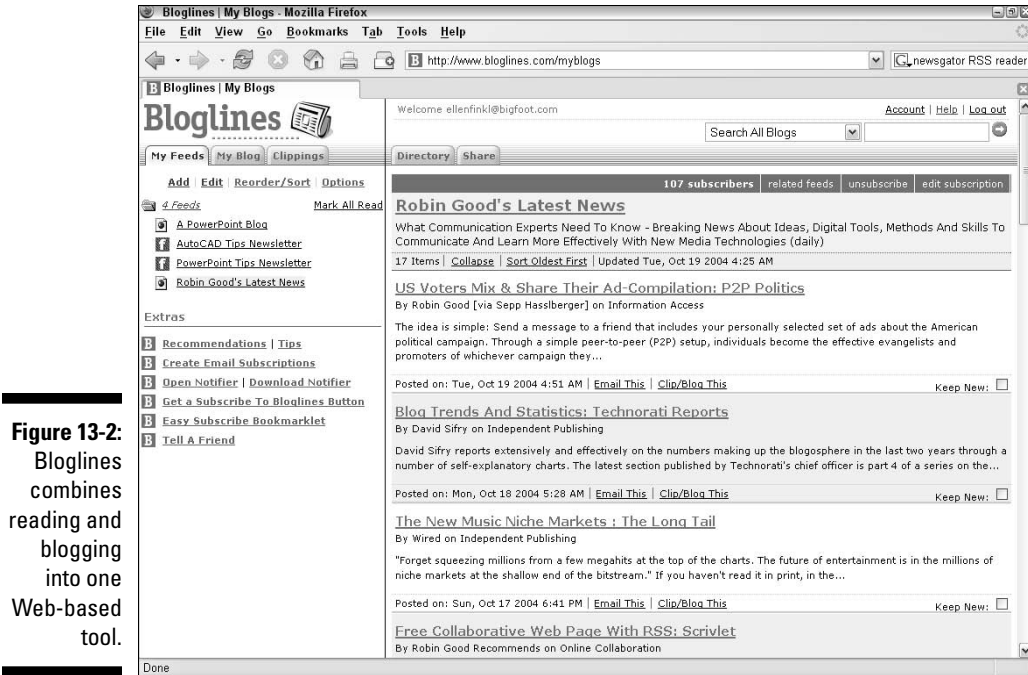 Bloglines | My Blogs - Mozilla Firefox
File Edit View Go Bookmarks Tab Tools Help
http://www.bloglines.com/myblogs
newsgator RSS reader
Bloglines | My Blogs
Bloglines
Welcome ellenfinkl@bigfoot.com
Account | Help | Log out
Search All Blogs
My Feeds My Blog Clippings
Directory Share
Add | Edit | Reorder/Sort | Options
4 Feeds Mark All Read
A PowerPoint Blog
AutoCAD Tips Newsletter
PowerPoint Tips Newsletter
Robin Good's Latest News
Extras
Recommendations | Tips
Create Email Subscriptions
Open Notifier | Download Notifier
Get a Subscribe To Bloglines Button
Easy Subscribe Bookmarklet
Tell A Friend
107 subscribers | related feeds | unsubscribe | edit subscription
Robin Good's Latest News
What Communication Experts Need To Know - Breaking News About Ideas, Digital Tools, Methods And Skills To
Communicate And Learn More Effectively With New Media Technologies (daily)
17 Items | Collapse | Sort Oldest First | Updated Tue, Oct 19 2004 4:25 AM
US Voters Mix & Share Their Ad-Compilation: P2P Politics
By Robin Good [via Sepp Hasslberger] on Information Access
The idea is simple: Send a message to a friend that includes your personally selected set of ads about the American
political campaign. Through a simple peer-to-peer (P2P) setup, individuals become the effective evangelists and
promoters of whichever campaign they...
Posted on: Tue, Oct 19 2004 4:51 AM | Email This | Clip/Blog This Keep New:
Blog Trends And Statistics: Technorati Reports
By David Sifry on Independent Publishing
David Sifry reports extensively and effectively on the numbers making up the blogosphere in the last two years through a
number of self-explanatory charts. The latest section published by Technorati's chief officer is part 4 of a series on the...
Posted on: Mon, Oct 18 2004 5:28 AM | Email This | Clip/Blog This Keep New:
The New Music Niche Markets : The Long Tail
By Wired on Independent Publishing
"Forget squeezing millions from a few megahits at the top of the charts. The future of entertainment is in the millions of
niche markets at the shallow end of the bitstream." If you haven't read it in print, in the...
Posted on: Sun, Oct 17 2004 6:41 PM | Email This | Clip/Blog This Keep New:
Free Collaborative Web Page With RSS: Scrivlet
By Robin Good Recommends on Online Collaboration
Done
Figure 13-2:
Bloglines
combines
reading and
blogging
into one
Web-based
tool.